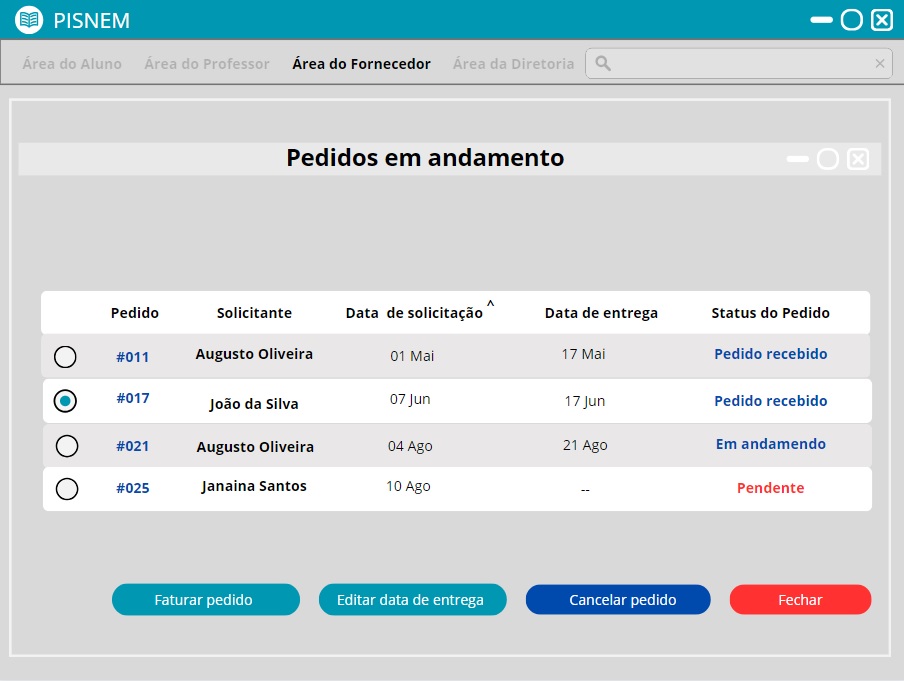 PISNEM
Área do Aluno Área do Professor Área do Fornecedor Área da Diretoria
Pedidos em andamento
Pedido Solicitante Data de solicitação ^ Data de entrega Status do Pedido
#011 Augusto Oliveira 01 Mai 17 Mai Pedido recebido
#017 João da Silva 07 Jun 17 Jun Pedido recebido
#021 Augusto Oliveira 04 Ago 21 Ago Em andamendo
#025 Janaina Santos 10 Ago -- Pendente
Faturar pedido Editar data de entrega Cancelar pedido Fechar